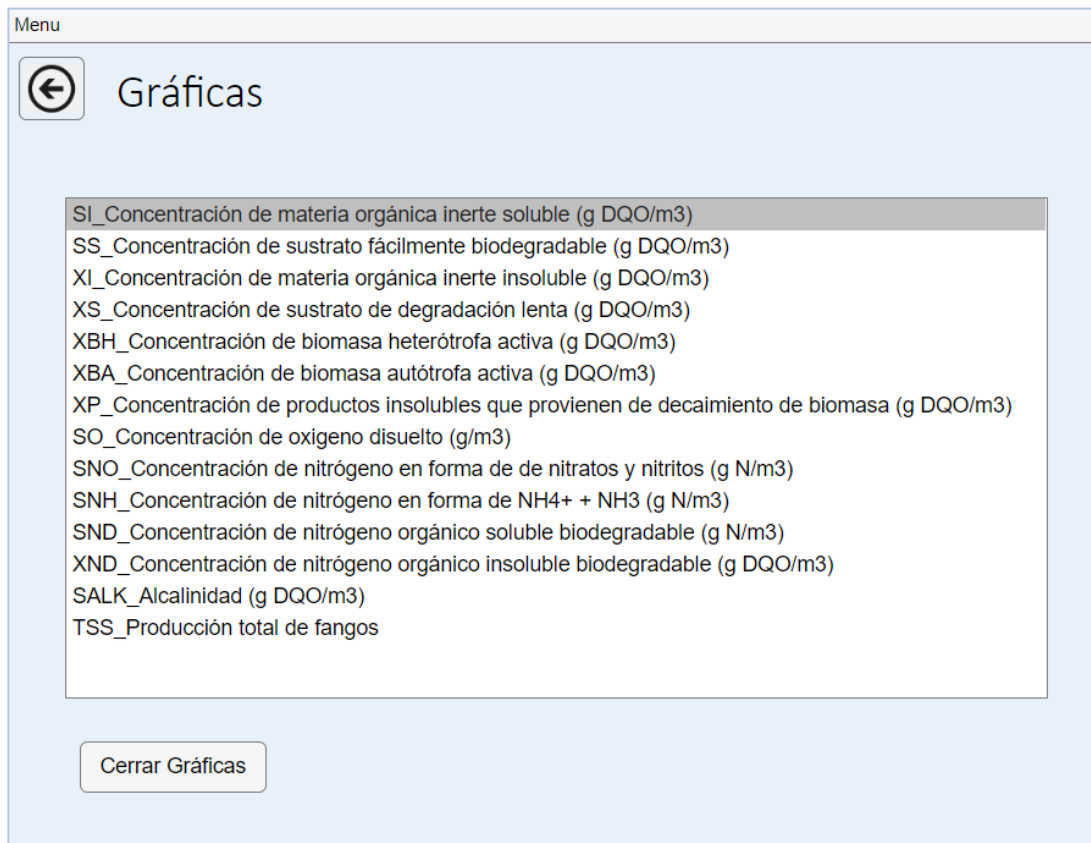 Menu
Gráficas
SI_Concentración de materia orgánica inerte soluble (g DQO/m3)
SS_Concentración de sustrato fácilmente biodegradable (g DQO/m3)
XI_Concentración de materia orgánica inerte insoluble (g DQO/m3)
XS_Concentración de sustrato de degradación lenta (g DQO/m3)
XBH_Concentración de biomasa heterótrofa activa (g DQO/m3)
XBA_Concentración de biomasa autótrofa activa (g DQO/m3)
XP_Concentración de productos insolubles que provienen de decaimiento de biomasa (g DQO/m3)
SO_Concentración de oxigeno disuelto (g/m3)
SNO_Concentración de nitrógeno en forma de de nitratos y nitritos (g N/m3)
SNH_Concentración de nitrógeno en forma de NH4+ + NH3 (g N/m3)
SND_Concentración de nitrógeno orgánico soluble biodegradable (g N/m3)
XND_Concentración de nitrógeno orgánico insoluble biodegradable (g DQO/m3)
SALK_Alcalinidad (g DQO/m3)
TSS_Producción total de fangos
Cerrar Gráficas